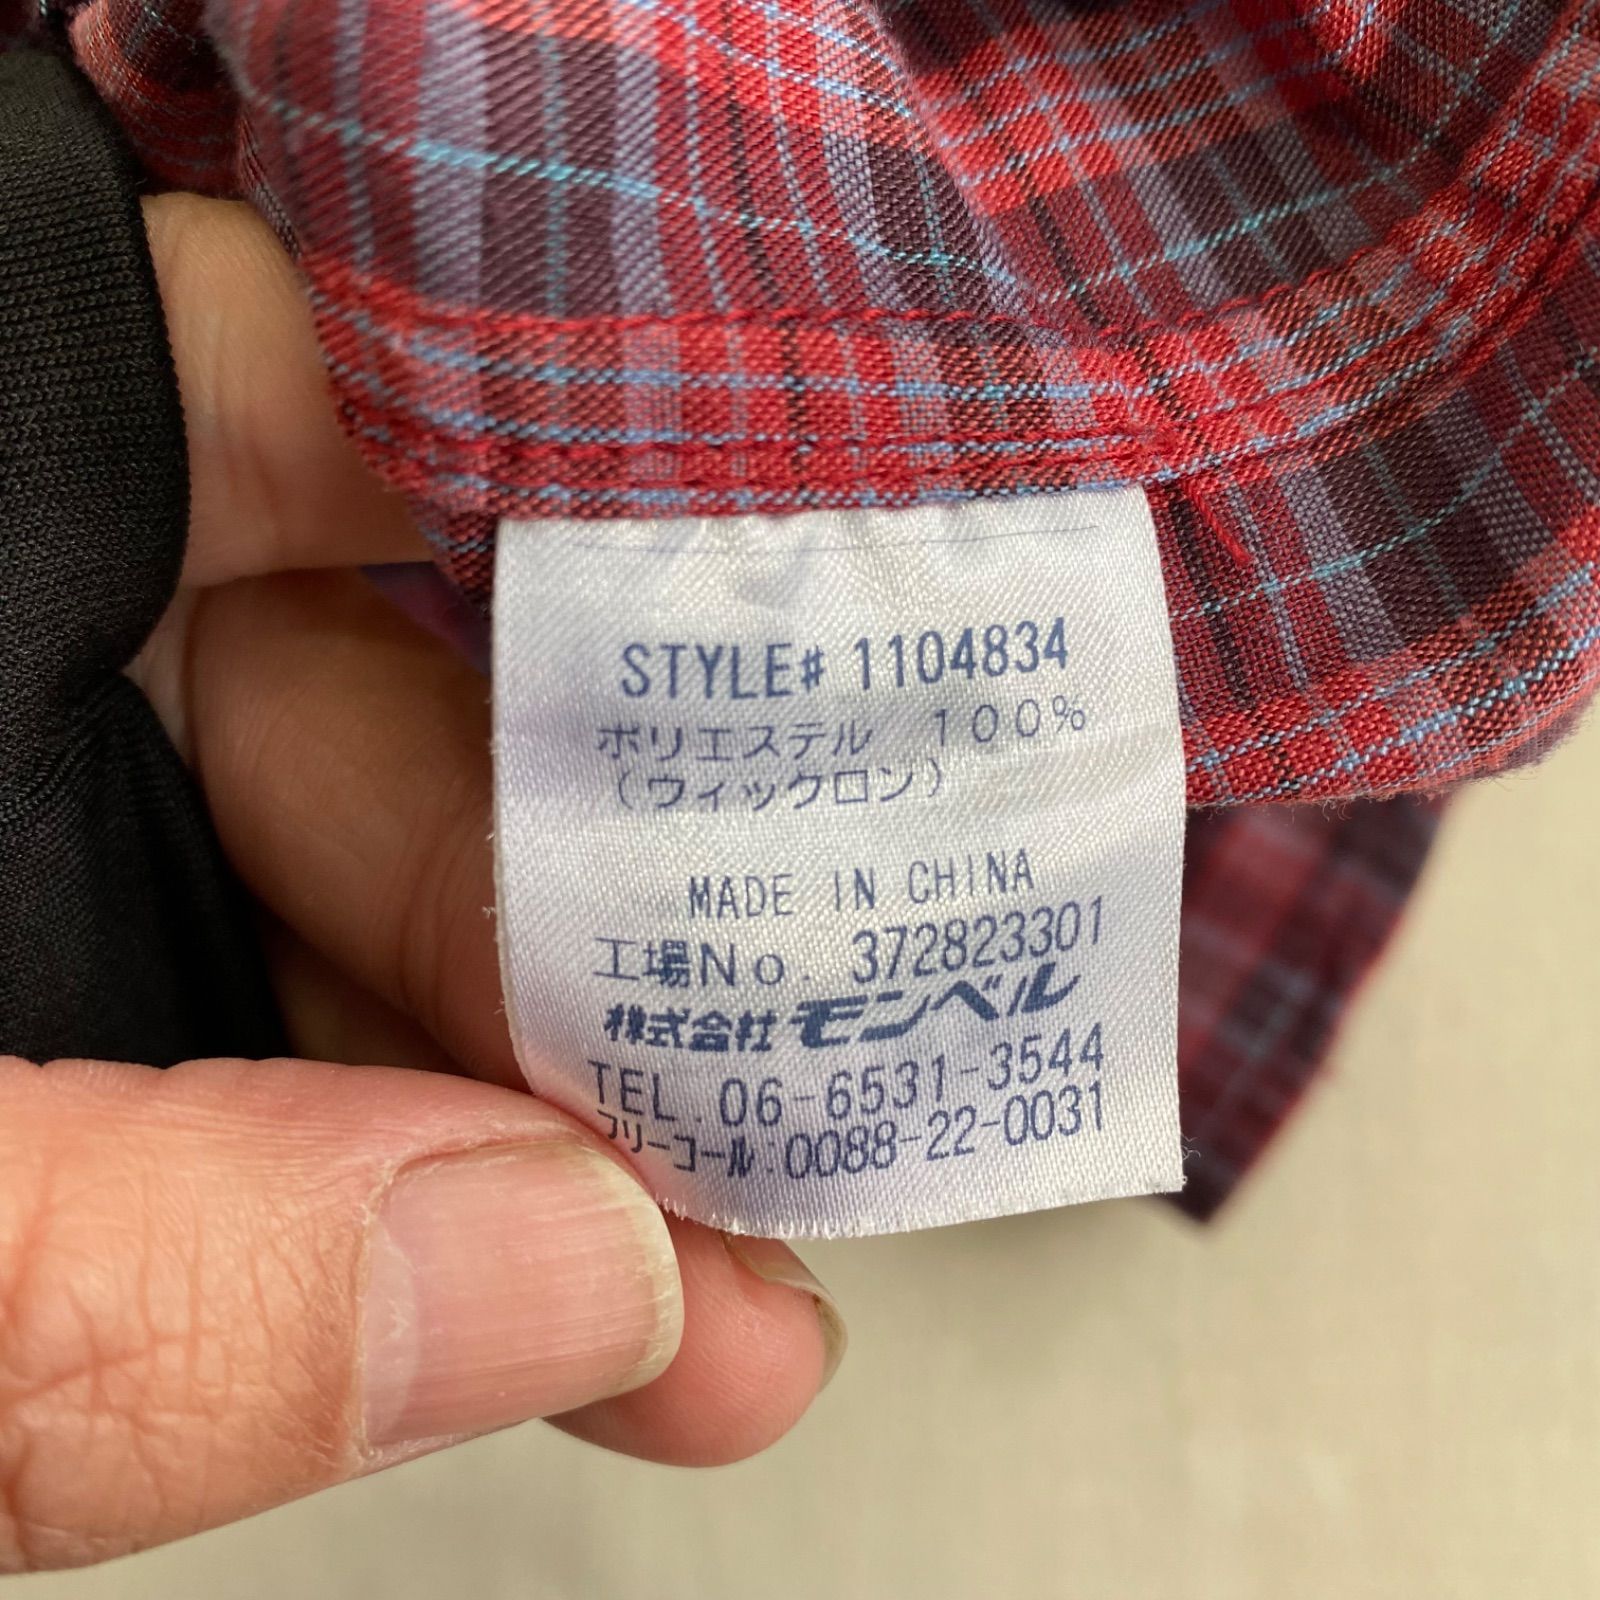 STYLE# 1104834
ポリエステル 100%
(ウィックロン)
MADE IN CHINA
工場No. 372823301
株式会社モンベル
TEL. 06-6531-3544
フリーコール:0088-22-0031